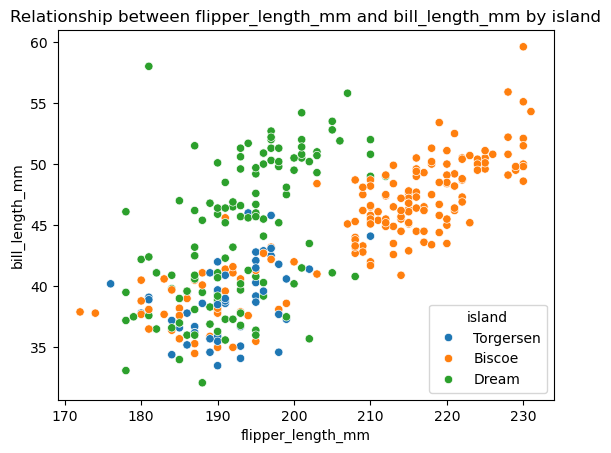 Relationship between flipper_length_mm and bill_length_mm by island
60
55
50
45
40
35
bill_length_mm
170 180 190 200 210 220 230
flipper_length_mm
island
Torgersen
Biscoe
Dream